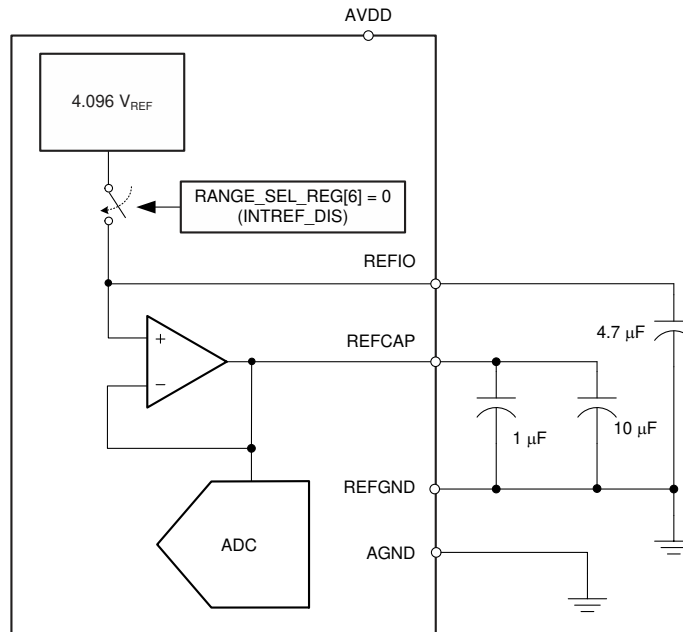 AVDD
4.096 VREF
RANGE_SEL_REG[6] = 0
(INTREF_DIS)
REFIO
4.7 µF
+
REFCAP
−
1 µF
10 µF
REFGND
ADC
AGND